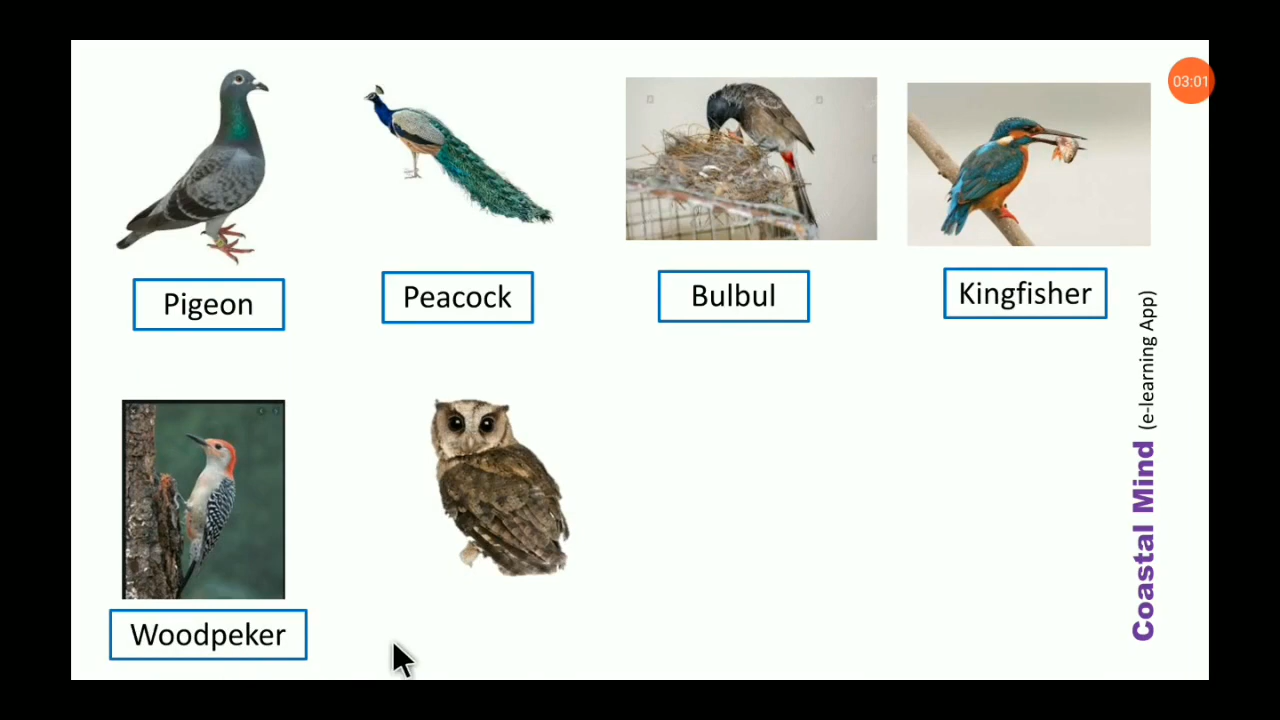 03:01
Pigeon
Peacock
Bulbul
Kingfisher
Woodpeker
Coastal Mind (e-learning App)